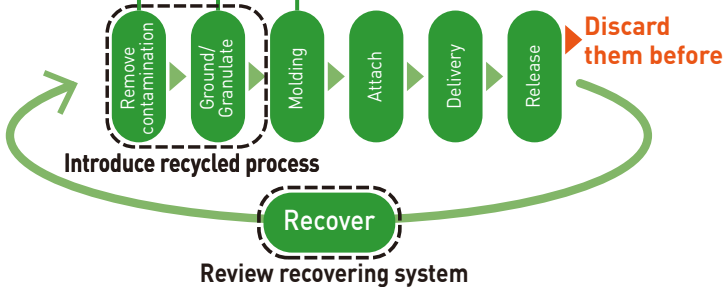 Remove
contamination
Ground/
Granulate
Molding
Attach
Delivery
Release
Discard
them before
Introduce recycled process
Recover
Review recovering system